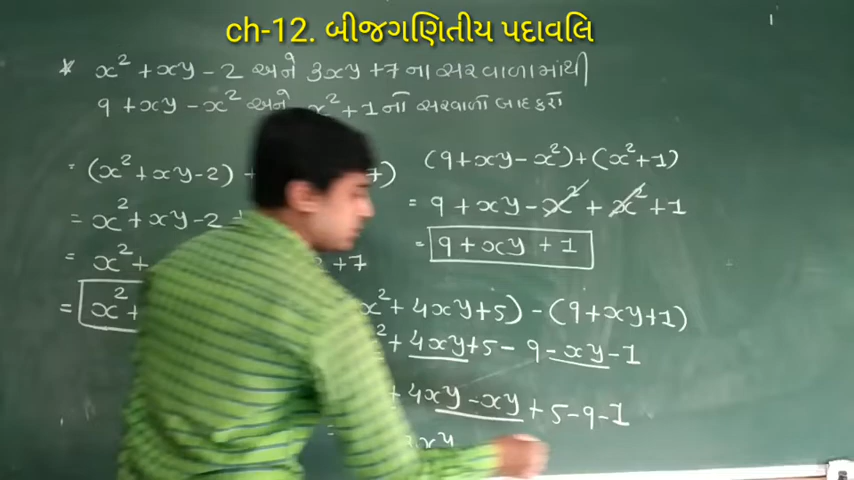 ch-12. બીજગણિતીય પદાવલિ
* x² + xy - 2 અને 3xy + 7 ના સરવાળામાંથી
9 + xy - x² અને x² + 1 નો સરવાળો બાદ કરો
= (x² + xy - 2) +
+)
= x² + xy - 2
= x² +
+ 7
= x² +
(9 + xy - x²) + (x² + 1)
= 9 + xy - x² + x² + 1
= 9 + xy + 1
x² + 4xy + 5) - (9 + xy + 1)
² + 4xy + 5 - 9 - xy - 1
+ 4xy - xy + 5 - 9 - 1
xy